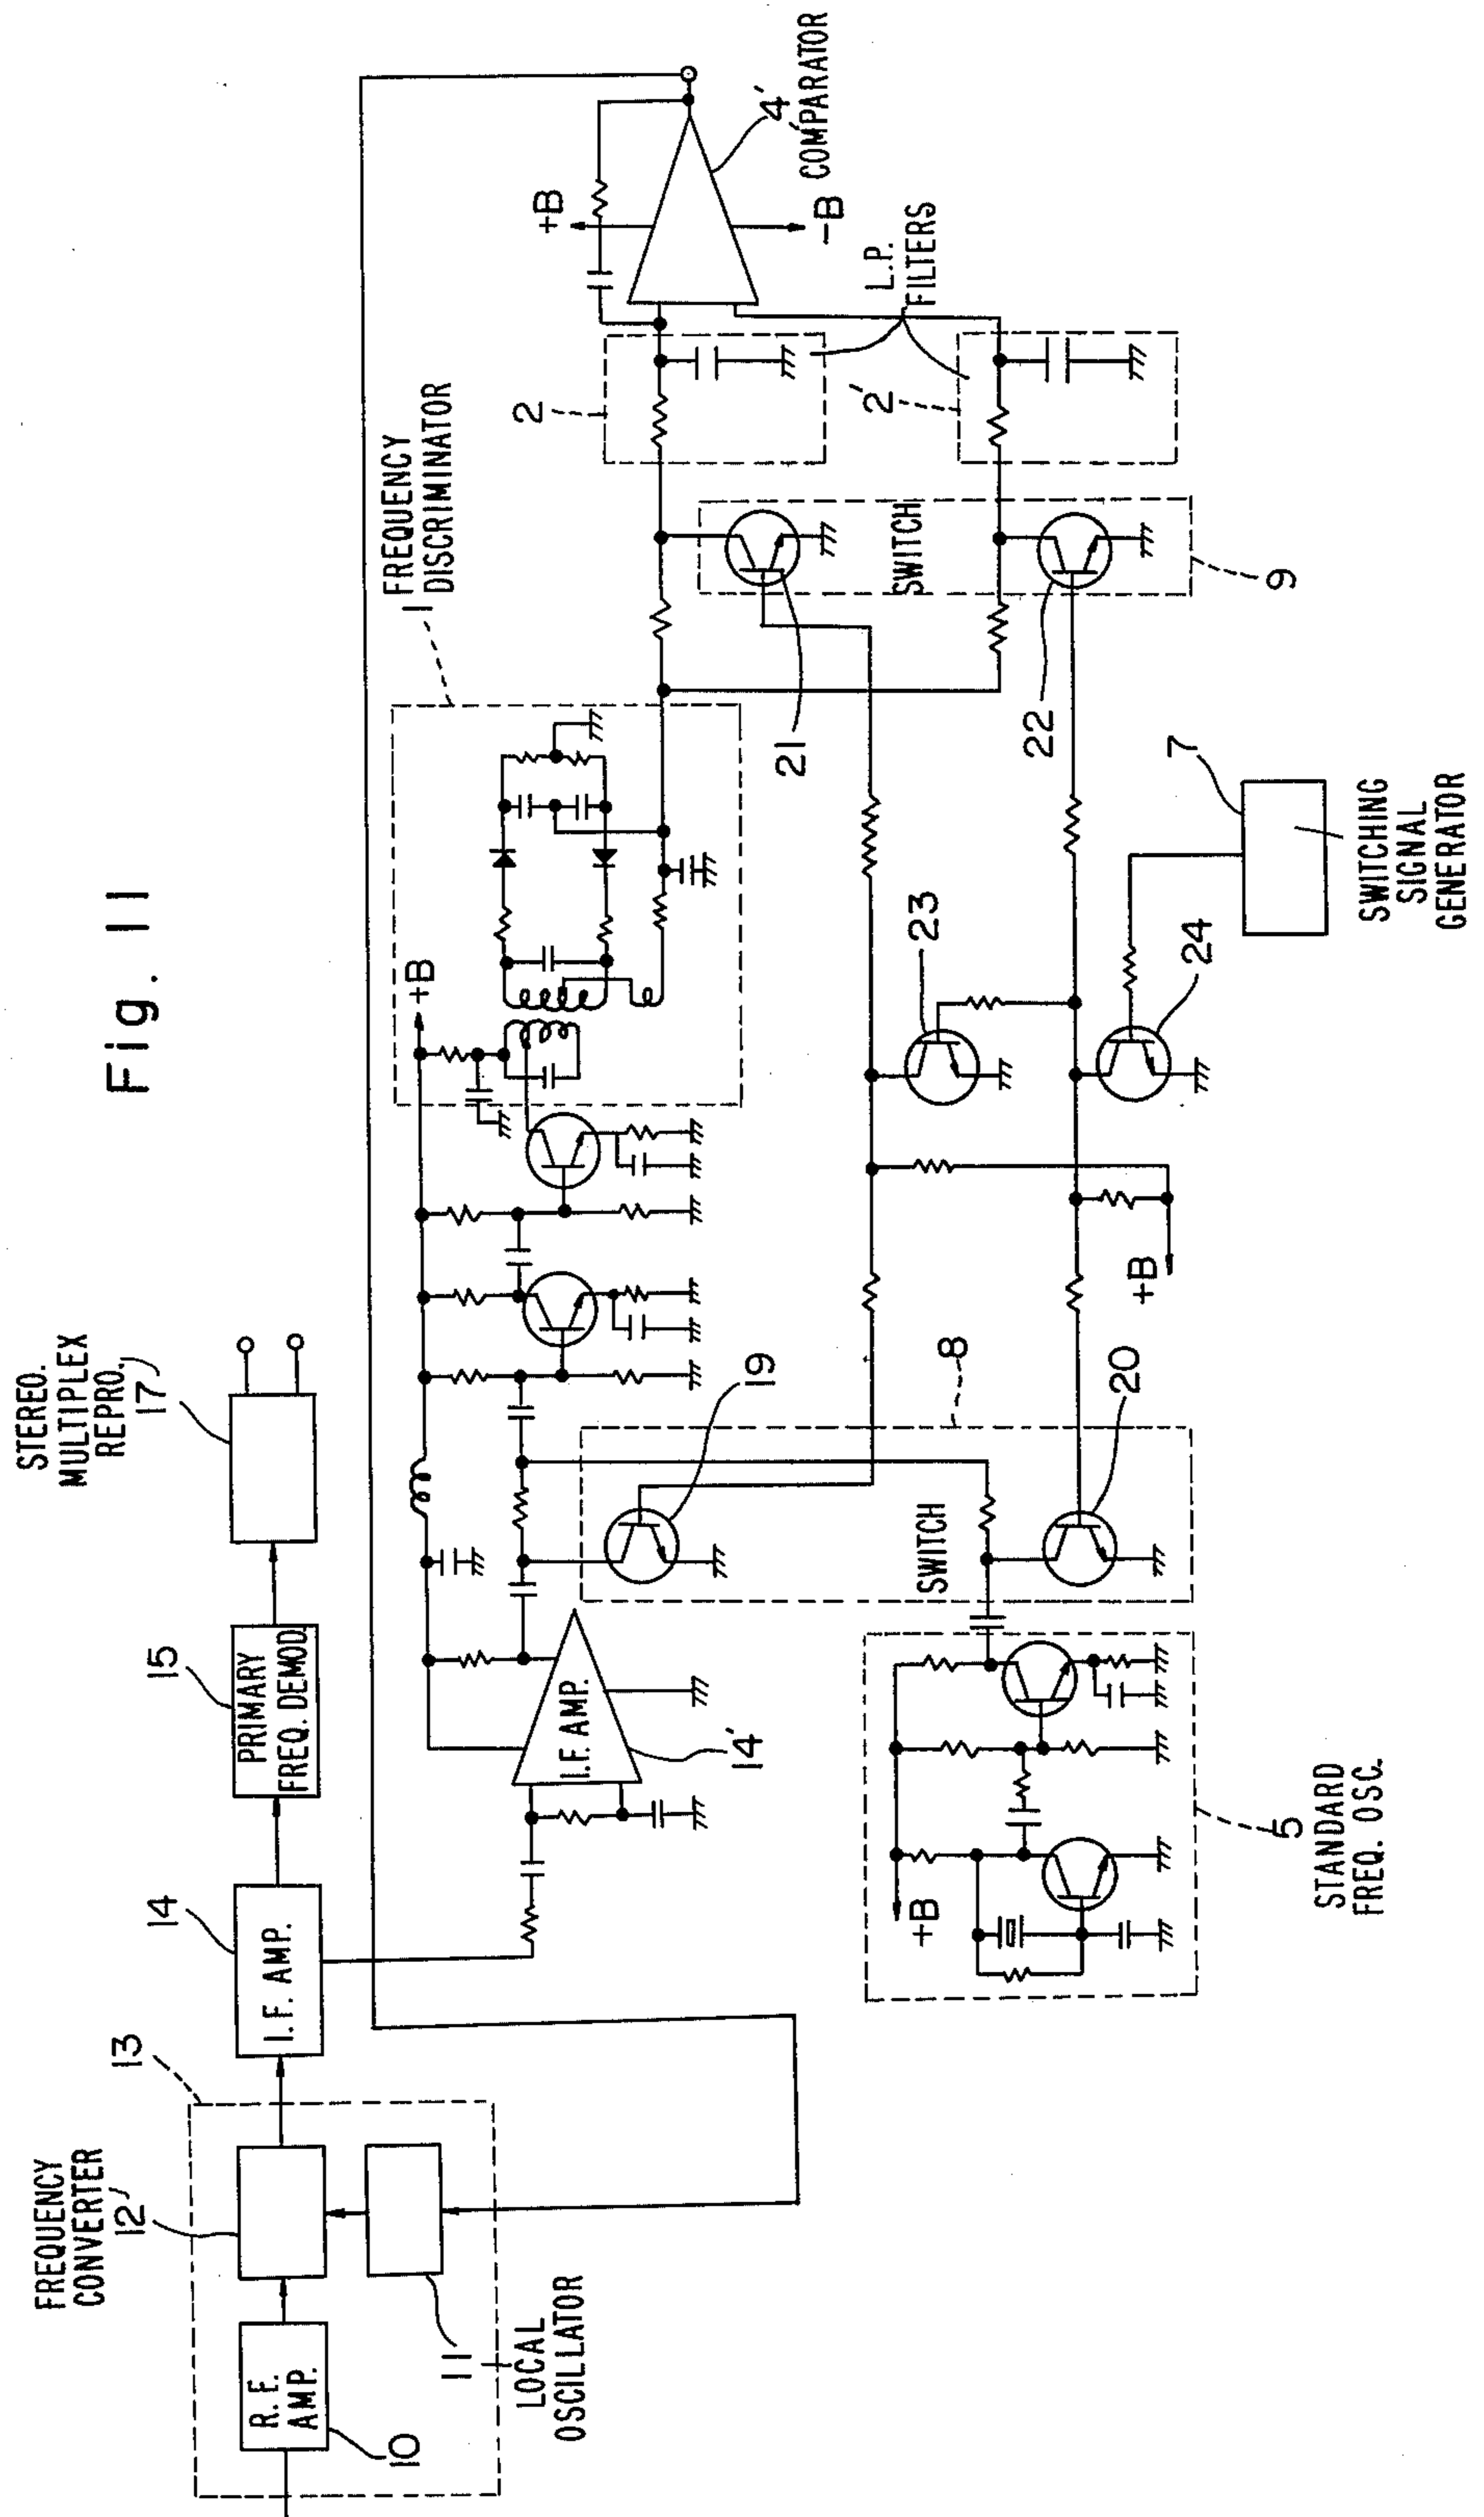 Fig. 11
STEREO.
MULTIPLEX
REPRO.
17
15
PRIMARY
FREQ. DEMOD.
14
I.F. AMP.
13
FREQUENCY
CONVERTER
12
R.F.
AMP.
10
11
LOCAL
OSCILLATOR
+B
1
FREQUENCY
DISCRIMINATOR
2
+B
4'
COMPARATOR
-B
L.P.
FILTERS
2'
I.F. AMP.
14'
19
8
SWITCH
20
+B
23
24
21
22
SWITCH
9
7
SWITCHING
SIGNAL
GENERATOR
+B
5
STANDARD
FREQ. OSC.